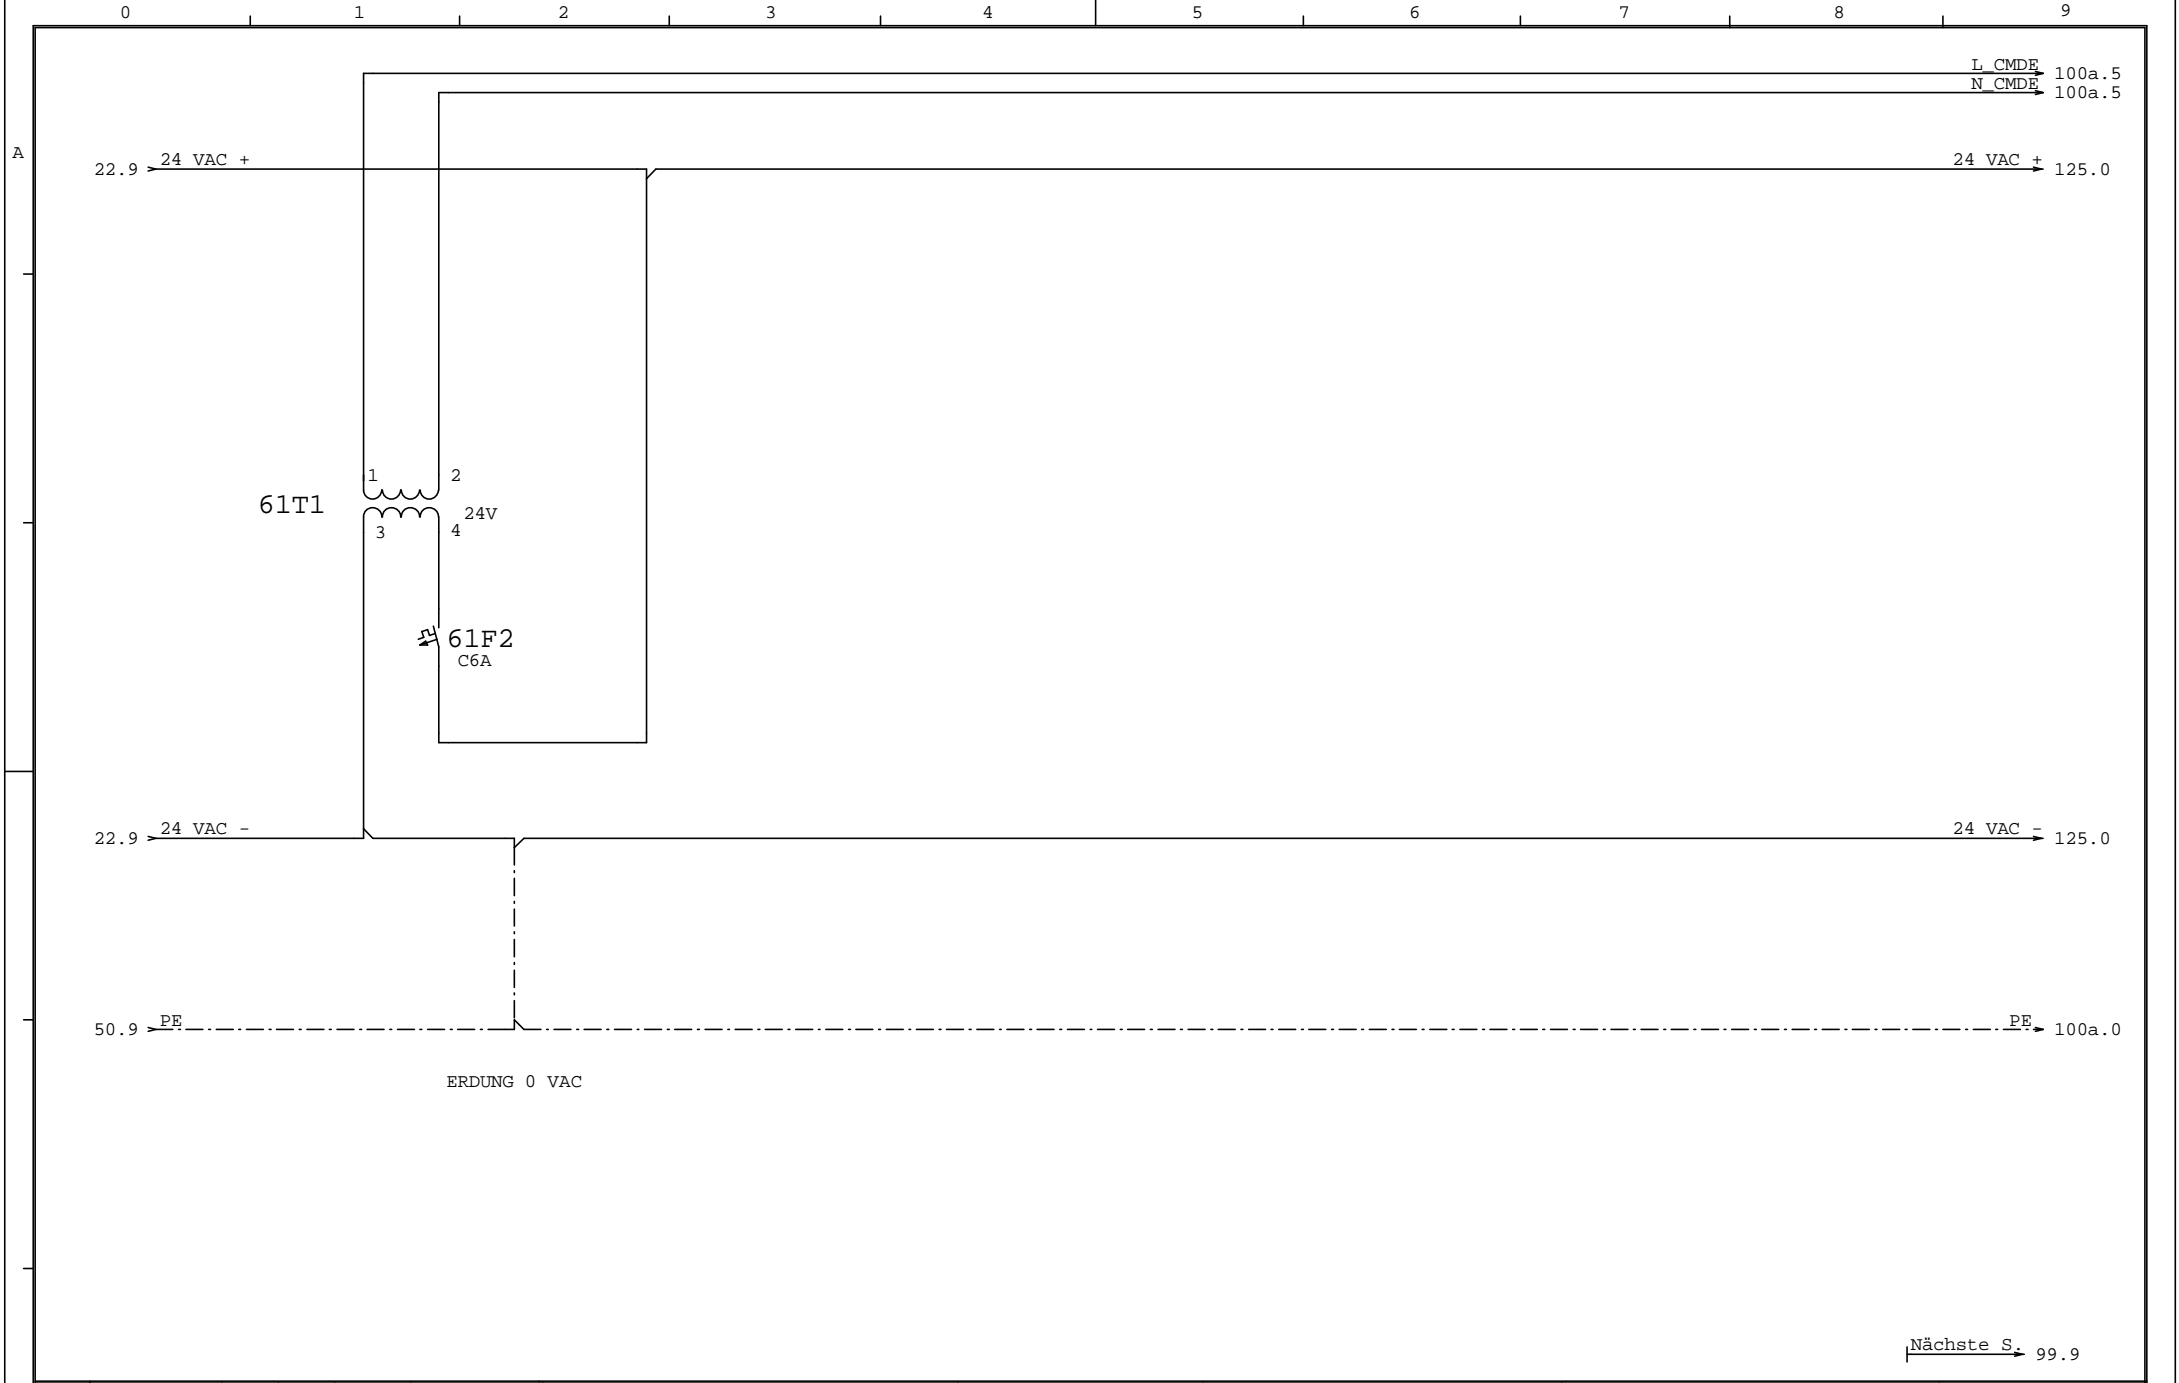 0 1 2 3 4 5 6 7 8 9
L_CMDE 100a.5
N_CMDE 100a.5
A
22.9 24 VAC + 24 VAC + 125.0
1 2
61T1
24V
3 4
61F2
C6A
22.9 24 VAC - 24 VAC - 125.0
50.9 PE PE 100a.0
ERDUNG 0 VAC
Nächste S. 99.9